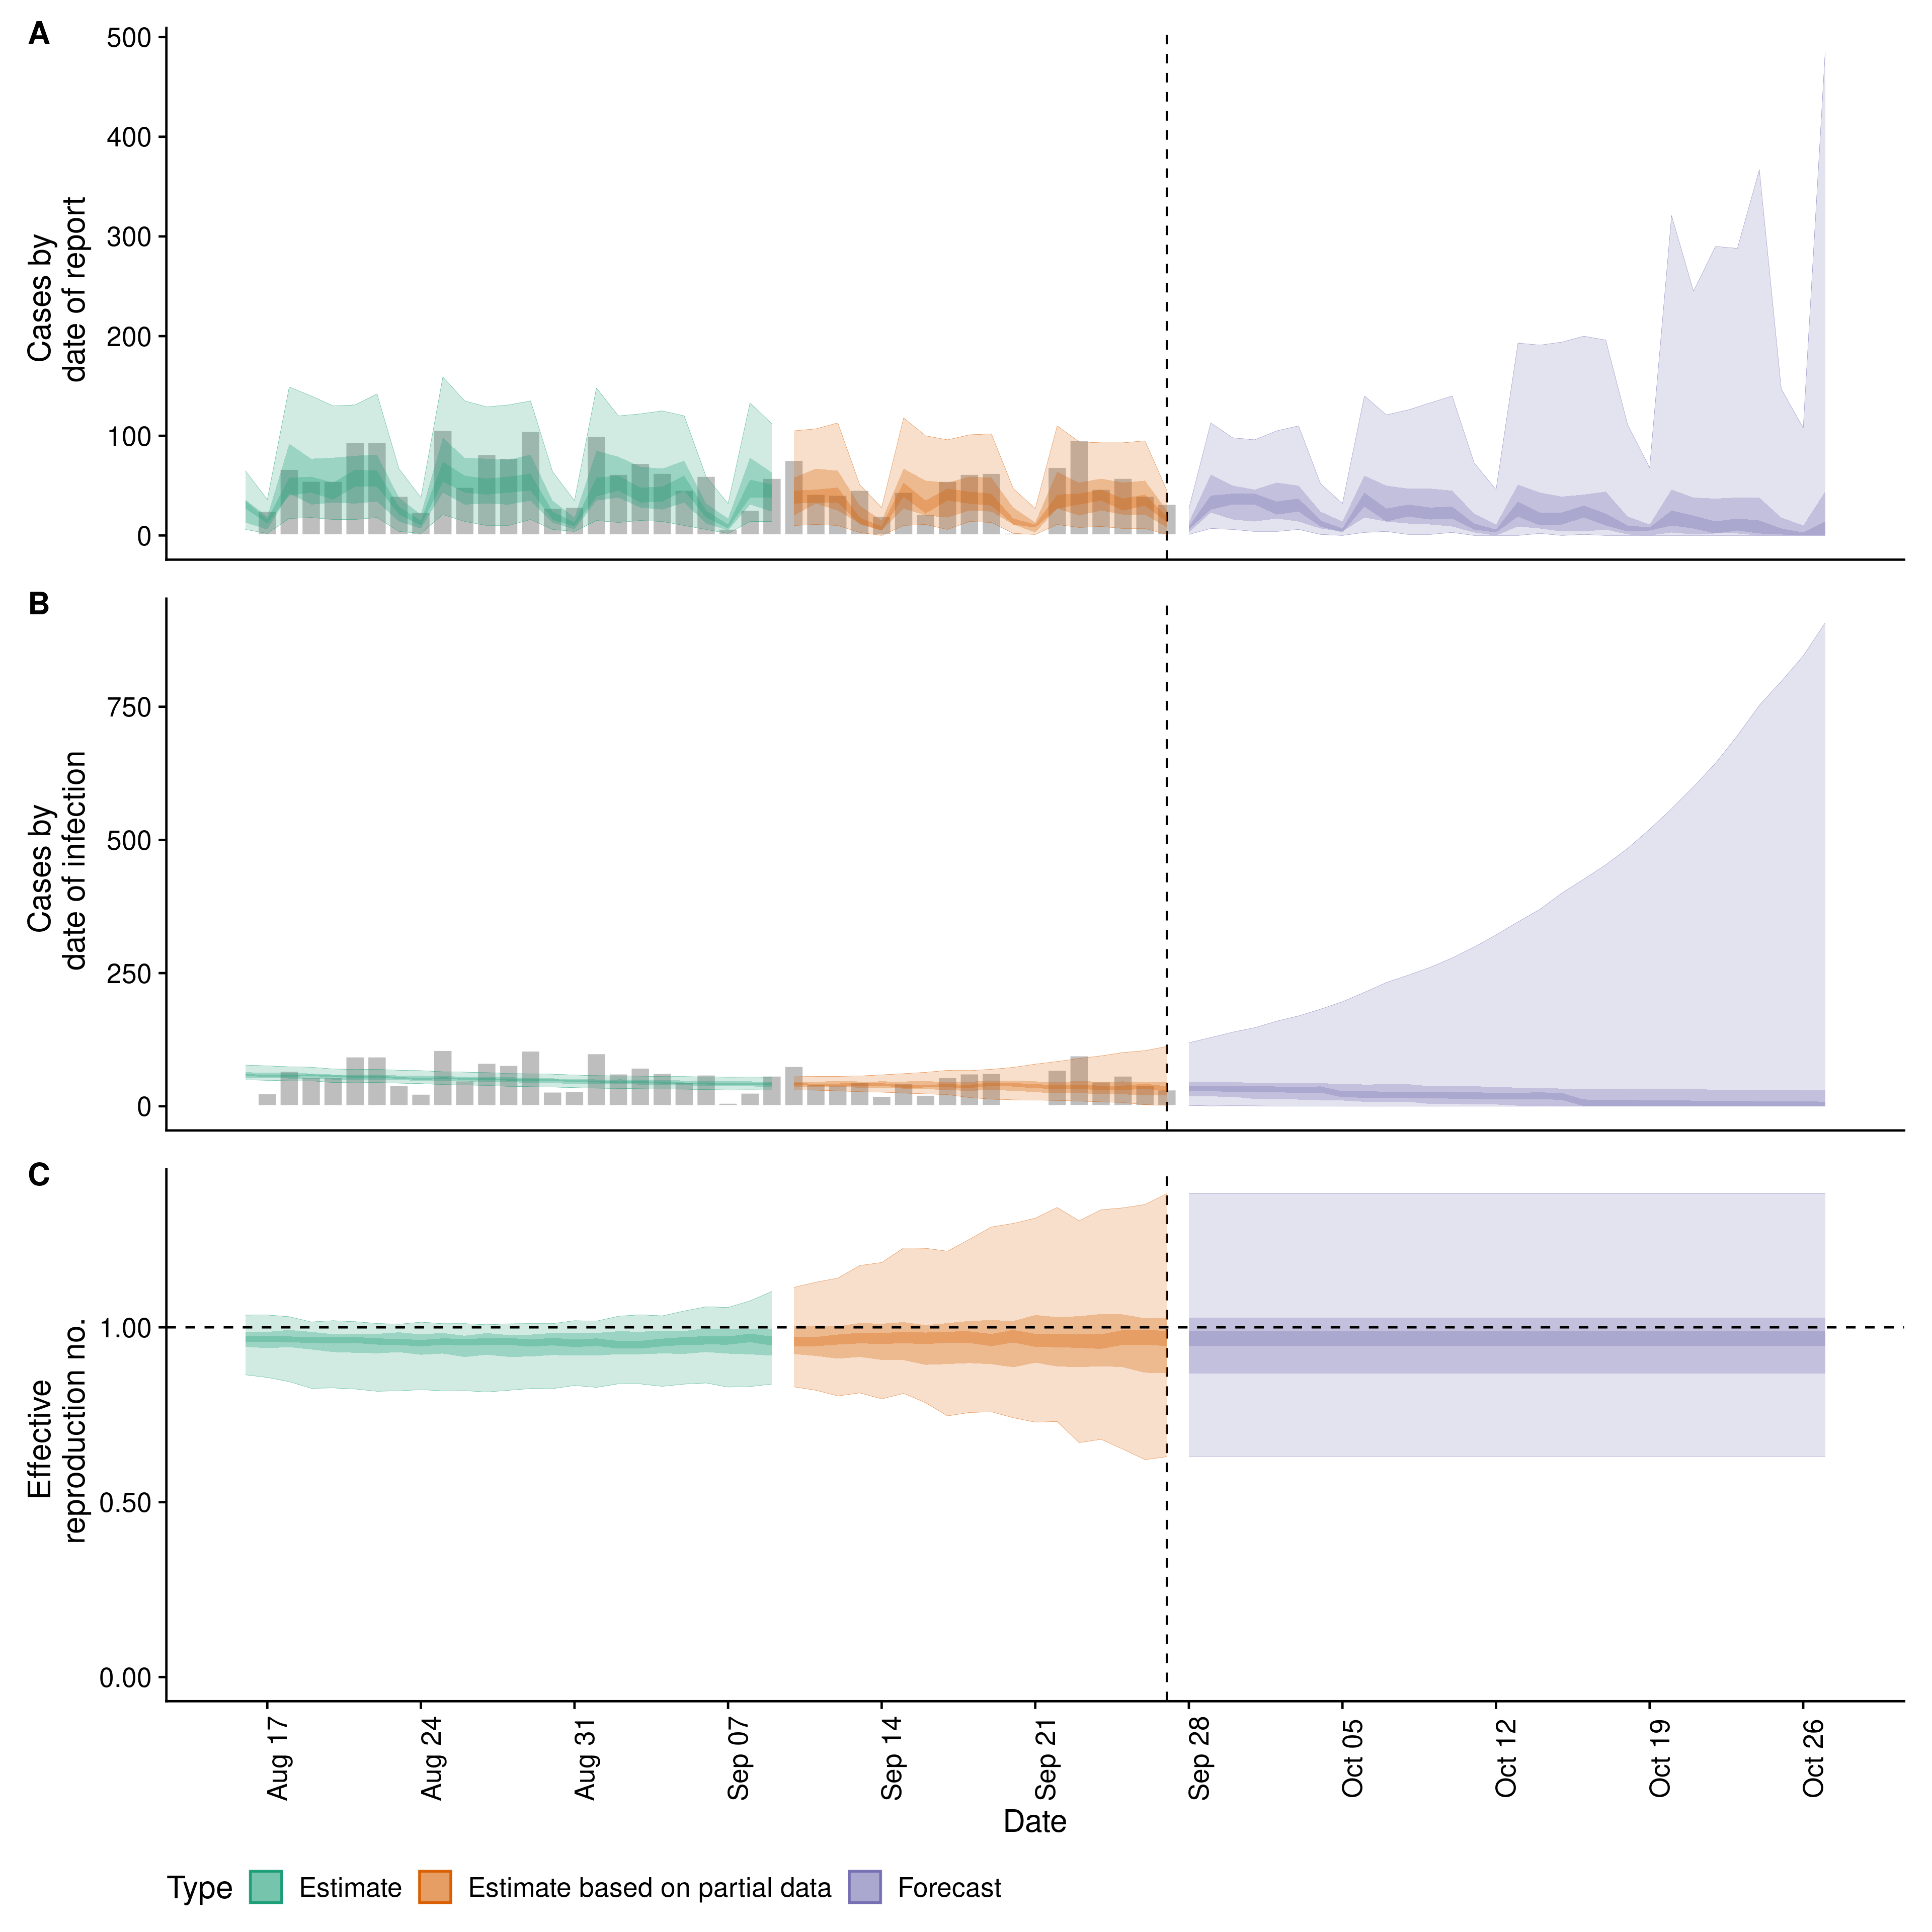 A
Cases by
date of report
500
400
300
200
100
0
B
Cases by
date of infection
750
500
250
0
C
Effective
reproduction no.
1.00
0.50
0.00
Aug 17
Aug 24
Aug 31
Sep 07
Sep 14
Sep 21
Sep 28
Oct 05
Oct 12
Oct 19
Oct 26
Date
Type Estimate Estimate based on partial data Forecast